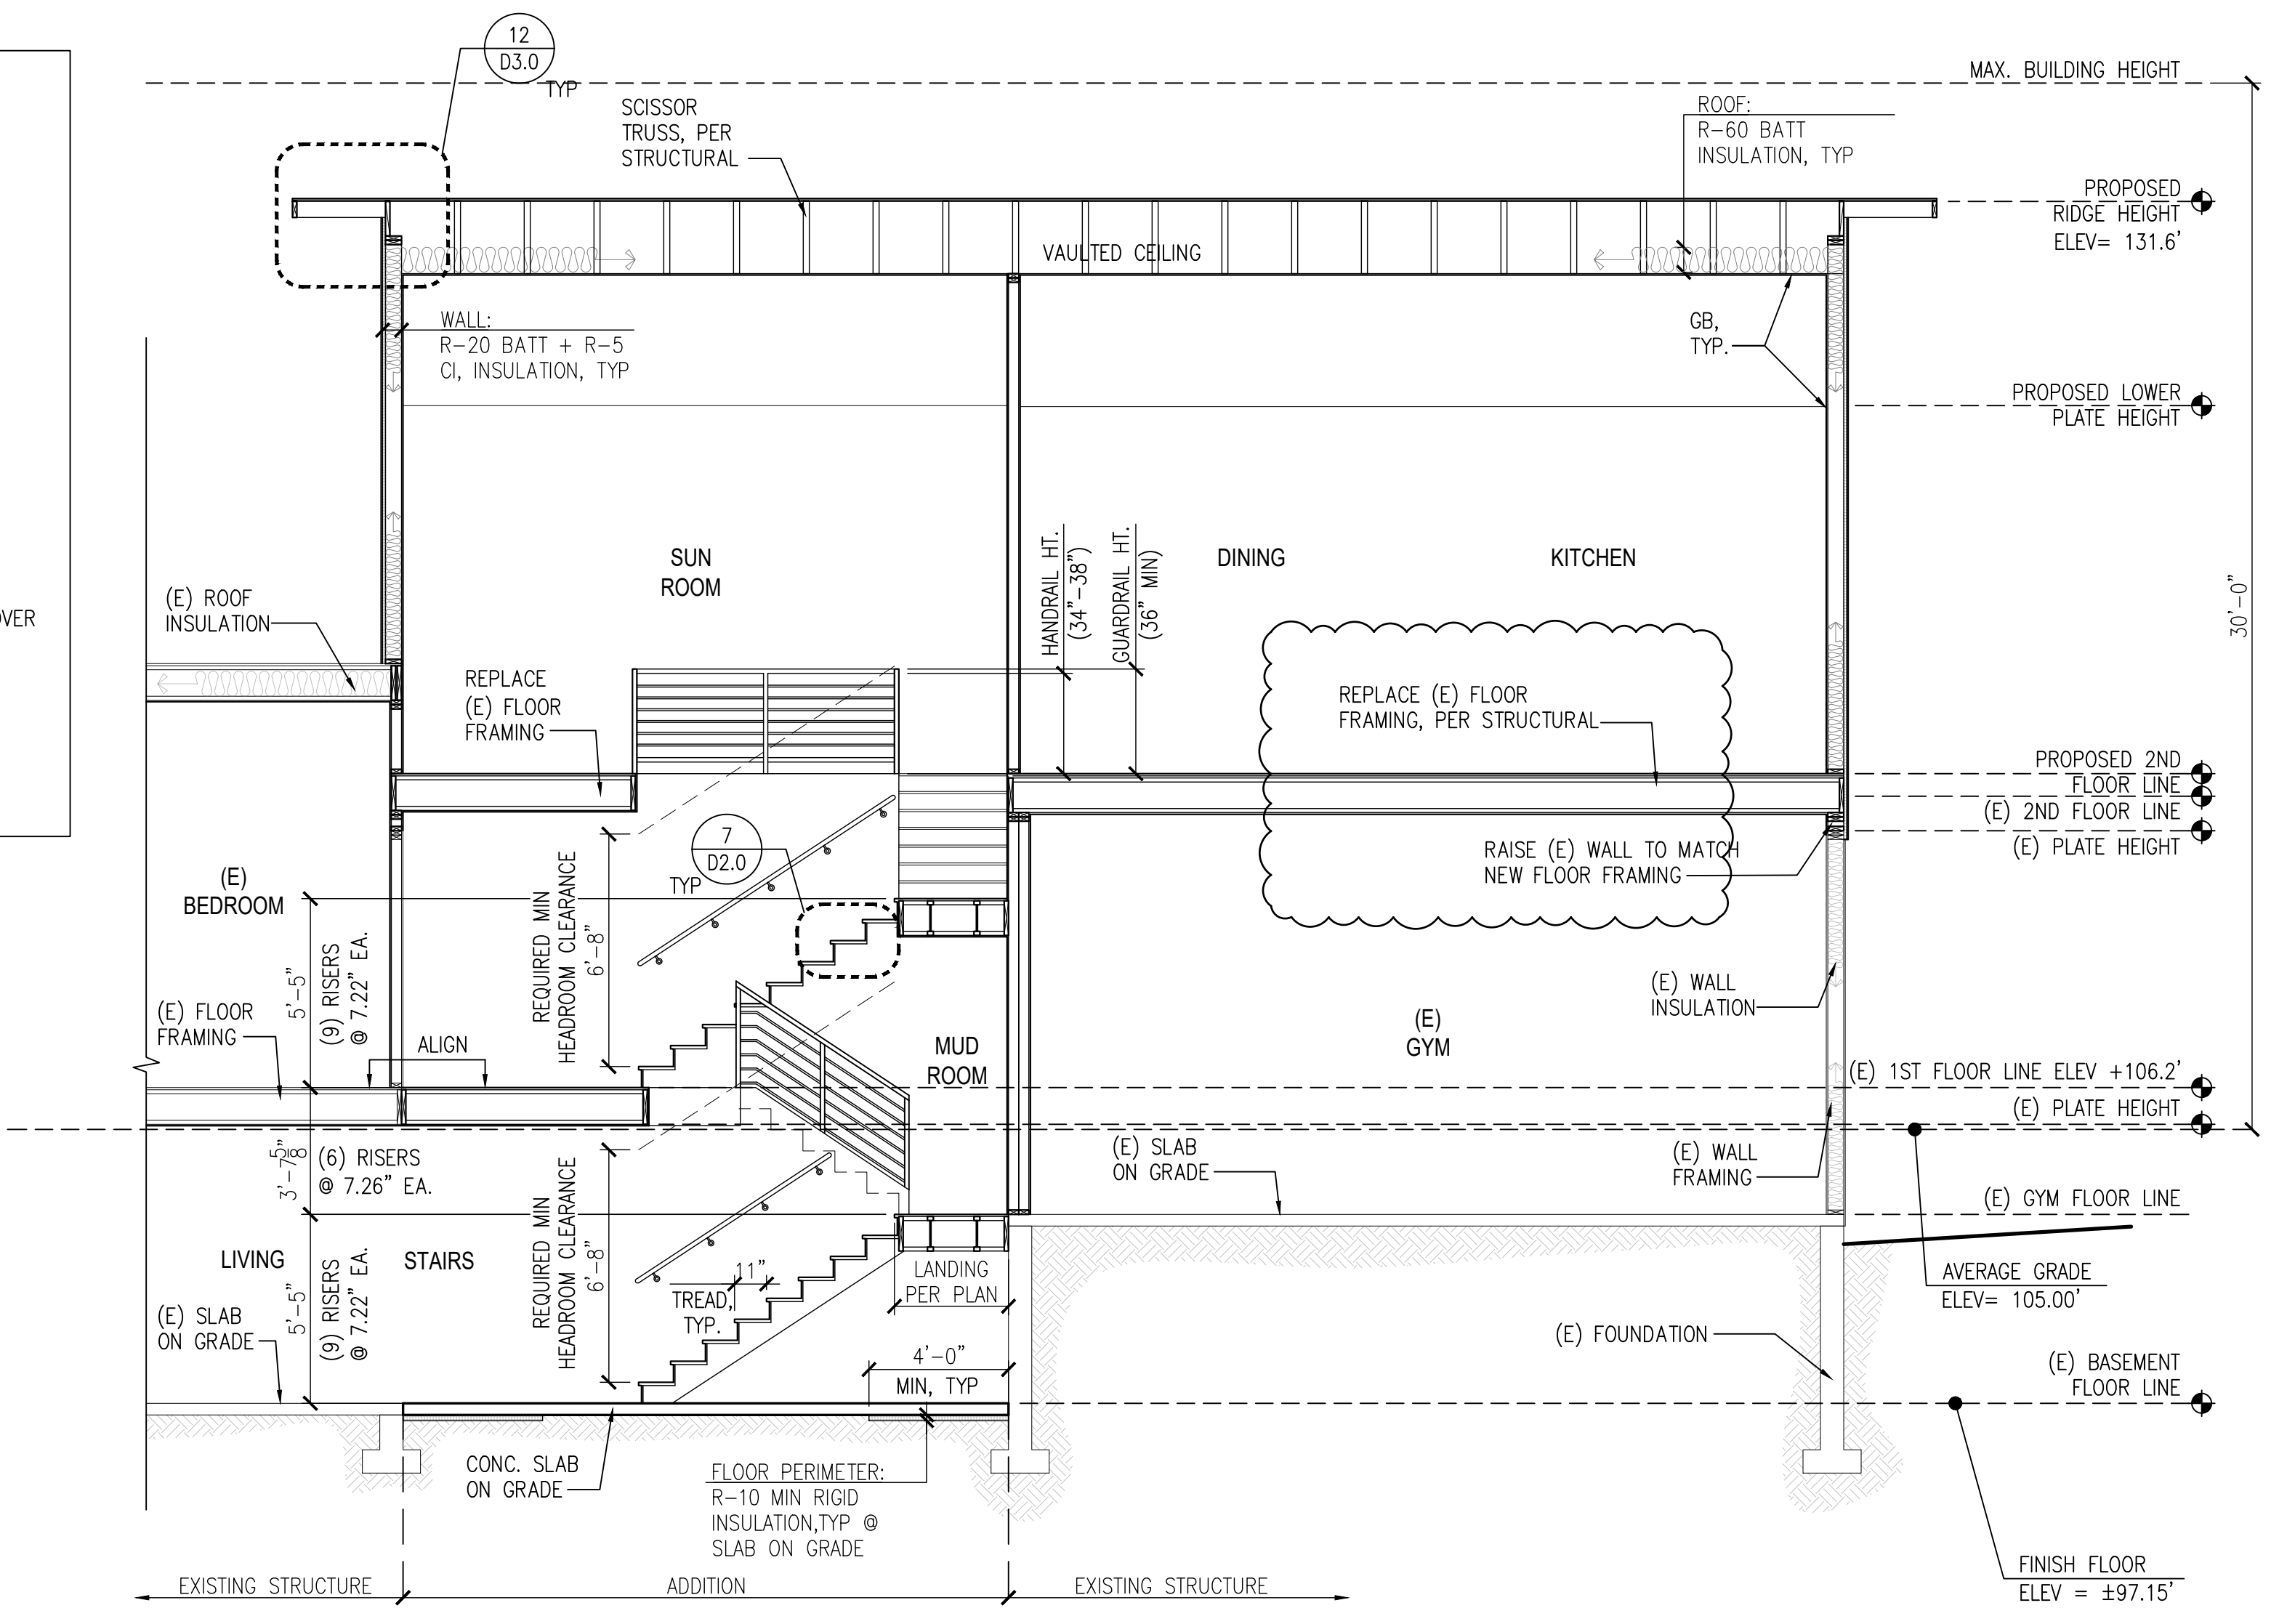 12
D3.0
TYP
MAX. BUILDING HEIGHT
SCISSOR
TRUSS, PER
STRUCTURAL
ROOF:
R-60 BATT
INSULATION, TYP
PROPOSED
RIDGE HEIGHT
ELEV= 131.6'
VAULTED CEILING
WALL:
R-20 BATT + R-5
CI, INSULATION, TYP
GB,
TYP.
PROPOSED LOWER
PLATE HEIGHT
SUN
ROOM
HANDRAIL HT.
(34"-38")
GUARDRAIL HT.
(36" MIN)
DINING
KITCHEN
30'-0"
OVER
(E) ROOF
INSULATION
REPLACE
(E) FLOOR
FRAMING
REPLACE (E) FLOOR
FRAMING, PER STRUCTURAL
PROPOSED 2ND
FLOOR LINE
(E) 2ND FLOOR LINE
(E) PLATE HEIGHT
7
D2.0
TYP
RAISE (E) WALL TO MATCH
NEW FLOOR FRAMING
(E)
BEDROOM
5'-5"
(9) RISERS
@ 7.22" EA.
REQUIRED MIN
HEADROOM CLEARANCE
6'-8"
(E) WALL
INSULATION
(E) FLOOR
FRAMING
ALIGN
MUD
ROOM
(E)
GYM
(E) 1ST FLOOR LINE ELEV +106.2'
(E) PLATE HEIGHT
3'-7 5/8"
(6) RISERS
@ 7.26" EA.
(E) SLAB
ON GRADE
(E) WALL
FRAMING
(E) GYM FLOOR LINE
REQUIRED MIN
HEADROOM CLEARANCE
6'-8"
LIVING
STAIRS
5'-5"
(9) RISERS
@ 7.22" EA.
11"
TREAD,
TYP.
LANDING
PER PLAN
AVERAGE GRADE
ELEV= 105.00'
(E) SLAB
ON GRADE
4'-0"
MIN, TYP
(E) FOUNDATION
(E) BASEMENT
FLOOR LINE
CONC. SLAB
ON GRADE
FLOOR PERIMETER:
R-10 MIN RIGID
INSULATION,TYP @
SLAB ON GRADE
FINISH FLOOR
ELEV = ±97.15'
EXISTING STRUCTURE
ADDITION
EXISTING STRUCTURE